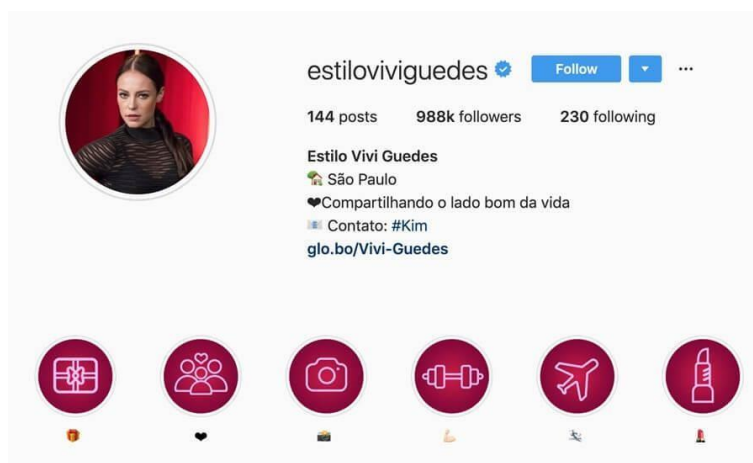 estiloviviguedes
Follow
144 posts 988k followers 230 following
Estilo Vivi Guedes
São Paulo
Compartilhando o lado bom da vida
Contato: #Kim
glo.bo/Vivi-Guedes